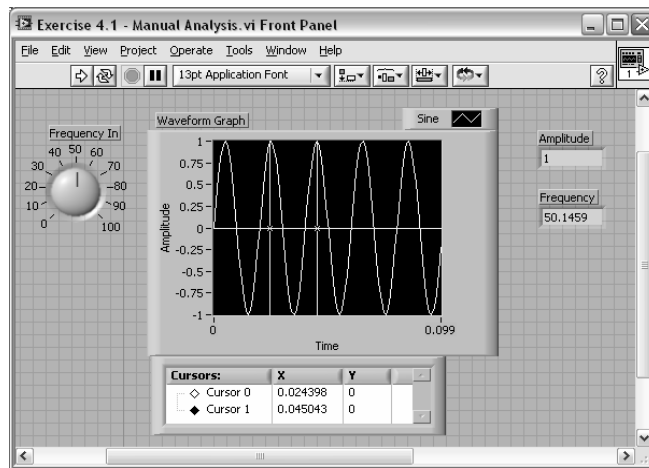 Exercise 4.1 - Manual Analysis.vi Front Panel
File Edit View Project Operate Tools Window Help
13pt Application Font
1
Frequency In
0 10 20 30 40 50 60 70 80 90 100
Waveform Graph
Sine
Amplitude
1
0.75
0.5
0.25
0
-0.25
-0.5
-0.75
-1
0 0.099
Time
Amplitude
1
Frequency
50.1459
Cursors: X Y
Cursor 0 0.024398 0
Cursor 1 0.045043 0